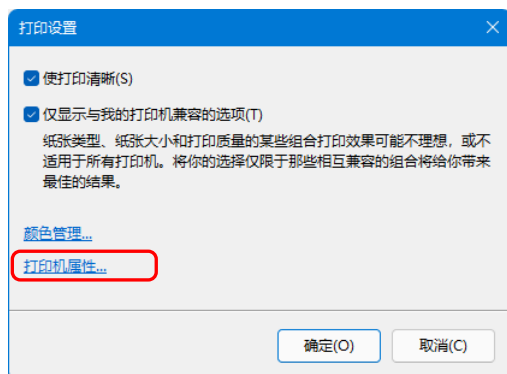 打印设置
使打印清晰(S)
仅显示与我的打印机兼容的选项(T)
纸张类型、纸张大小和打印质量的某些组合打印效果可能不理想，或不
适用于所有打印机。将你的选择仅限于那些相互兼容的组合将给你带来
最佳的结果。
颜色管理...
打印机属性...
确定(O)
取消(C)